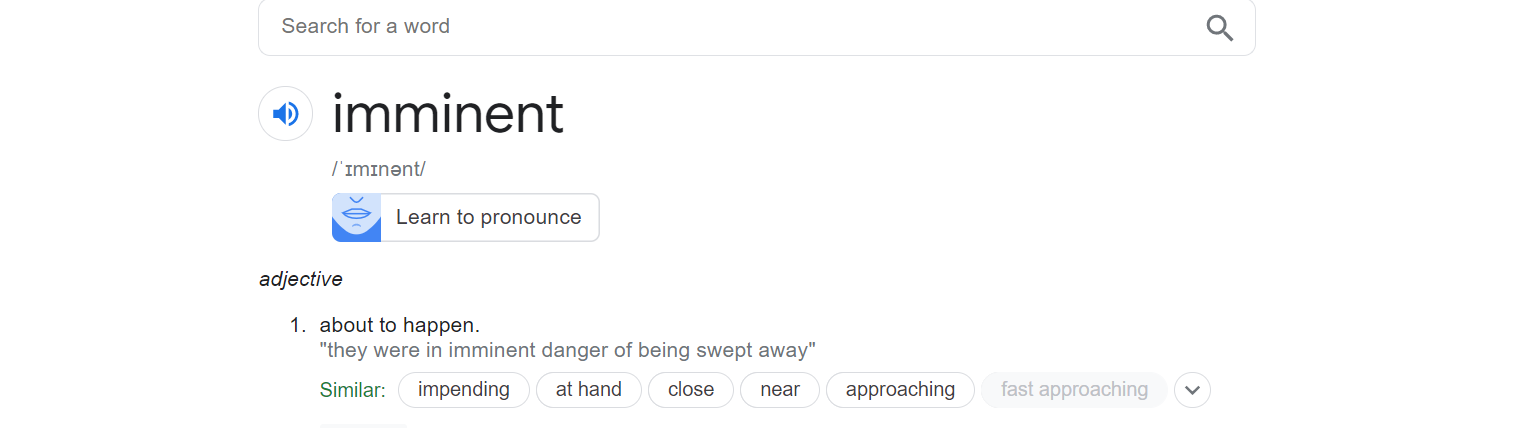 Search for a word
imminent
/ˈɪmɪnənt/
Learn to pronounce
adjective
1. about to happen.
"they were in imminent danger of being swept away"
Similar: impending at hand close near approaching fast approaching